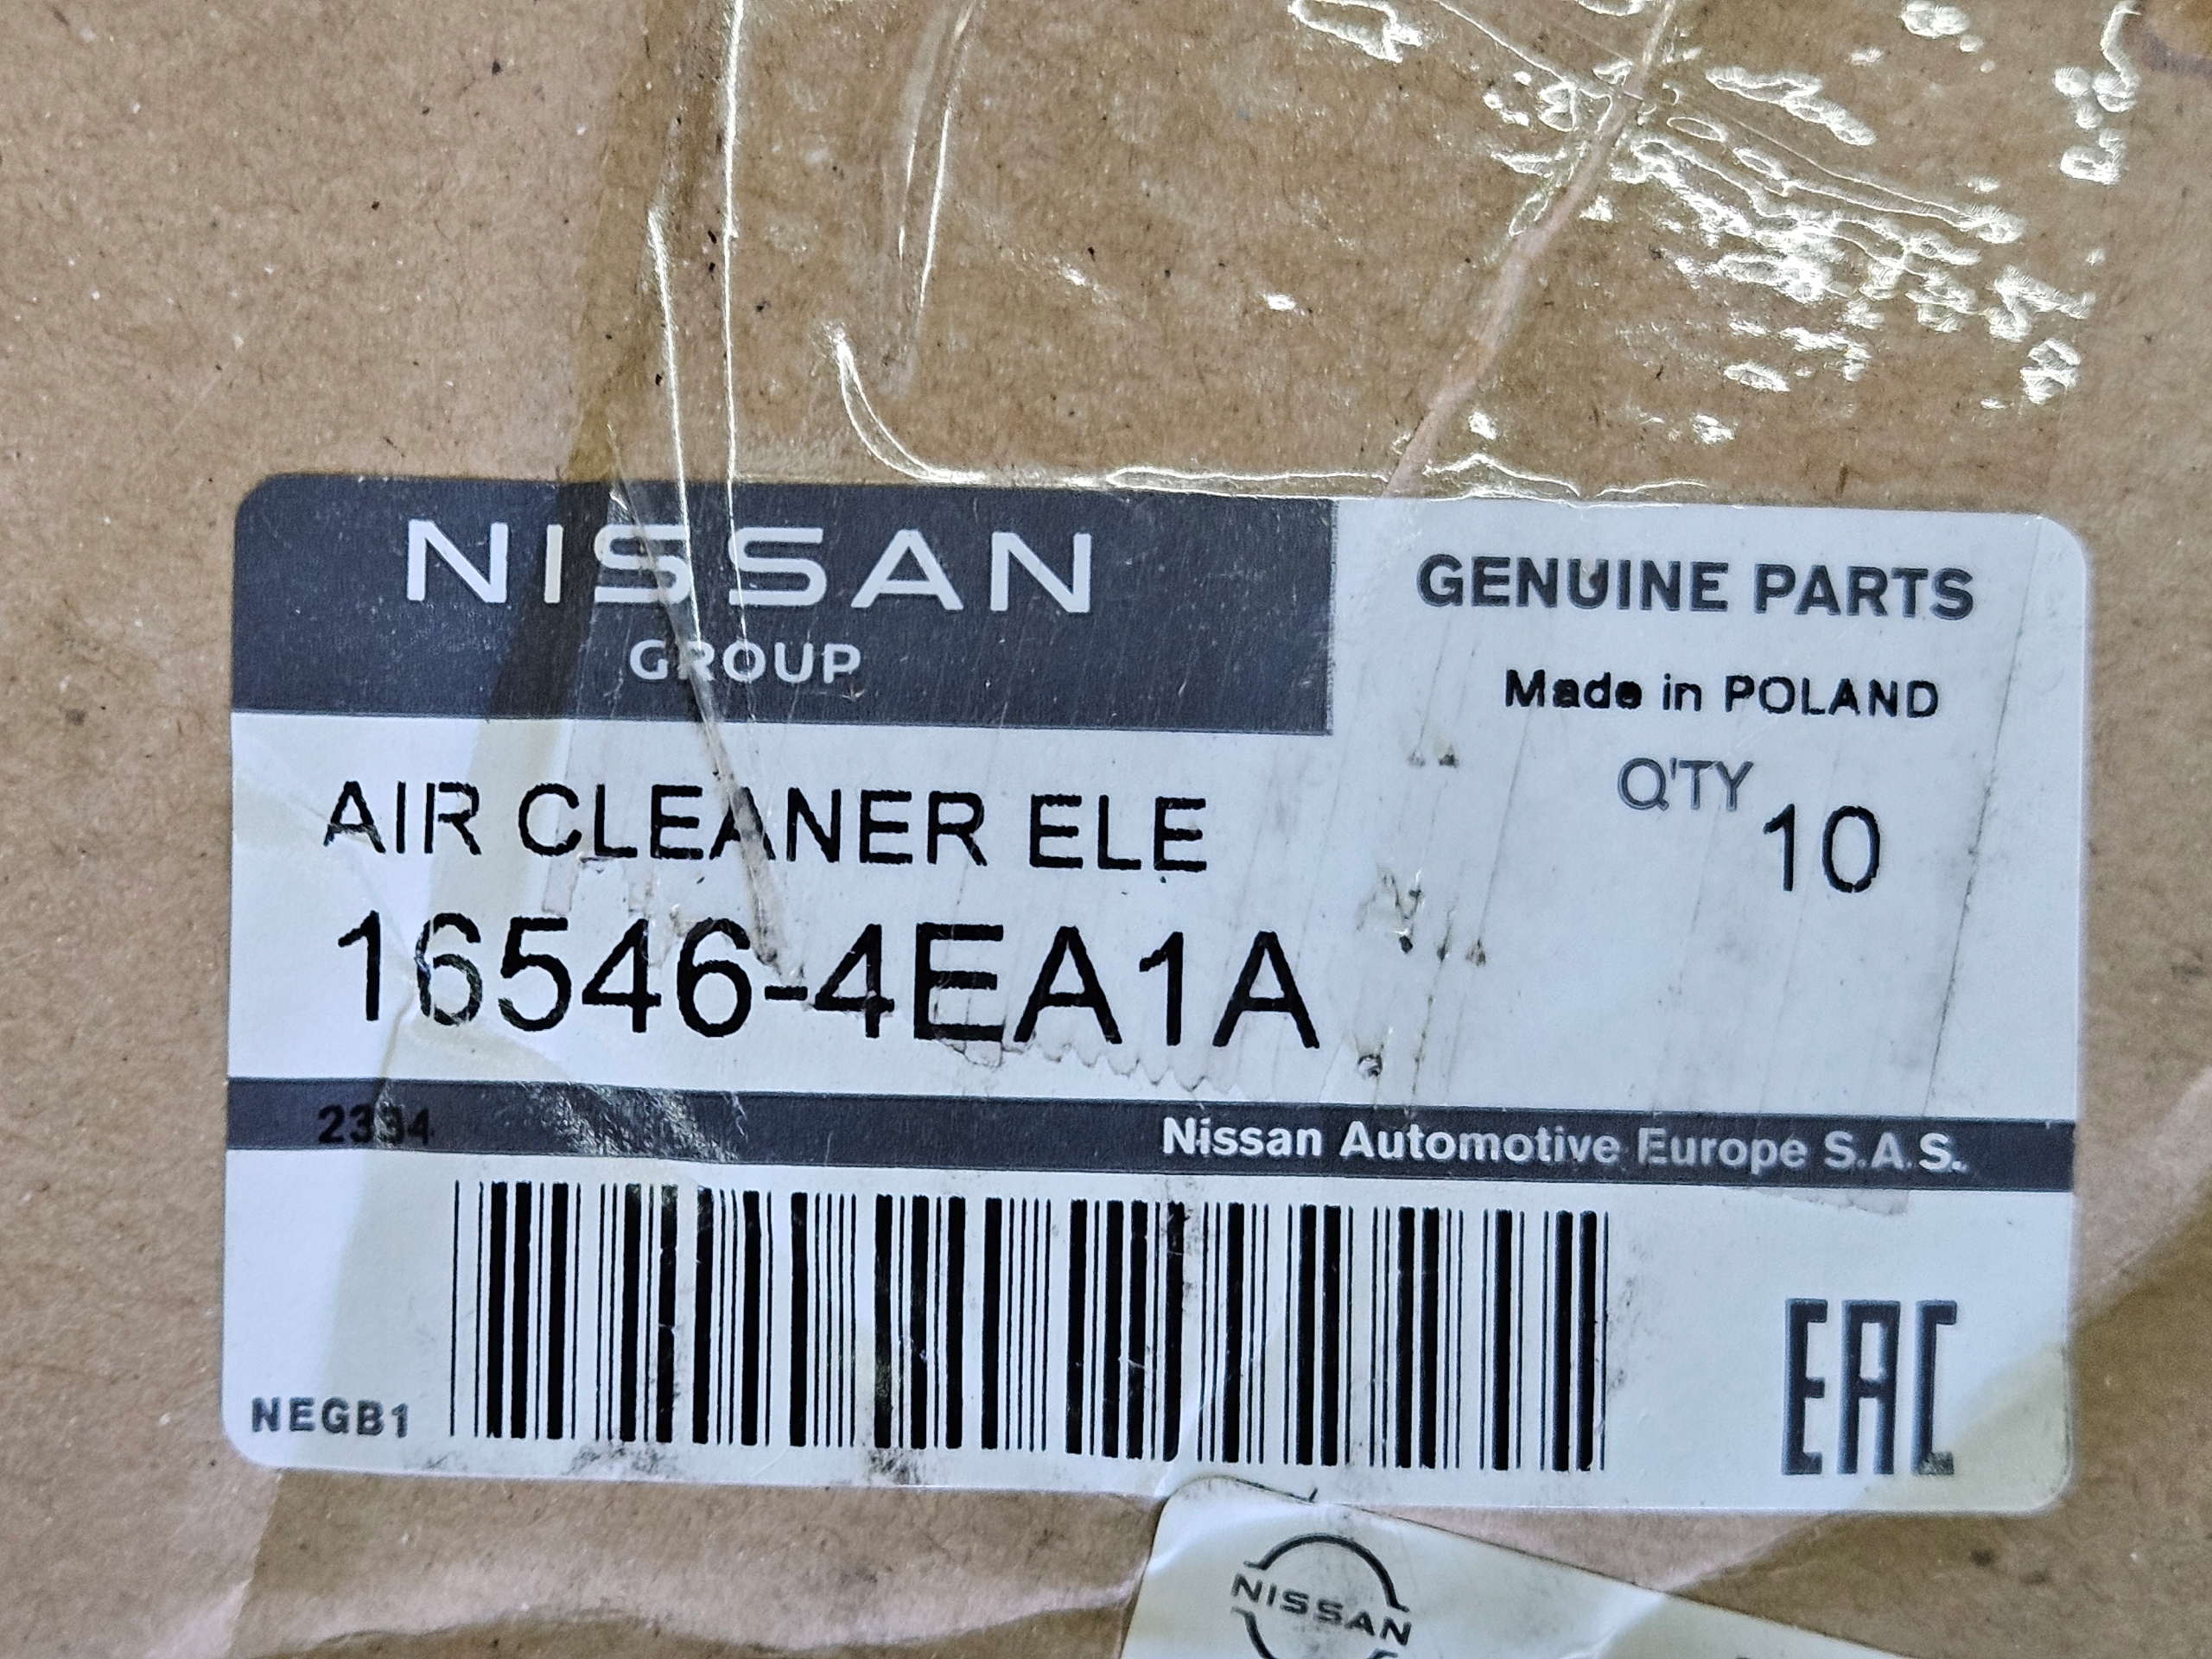 NISSAN
GROUP
GENUINE PARTS
Made in POLAND
Q'TY 10
AIR CLEANER ELE
16546-4EA1A
2334
Nissan Automotive Europe S.A.S.
NEGB1
EAC
NISSAN